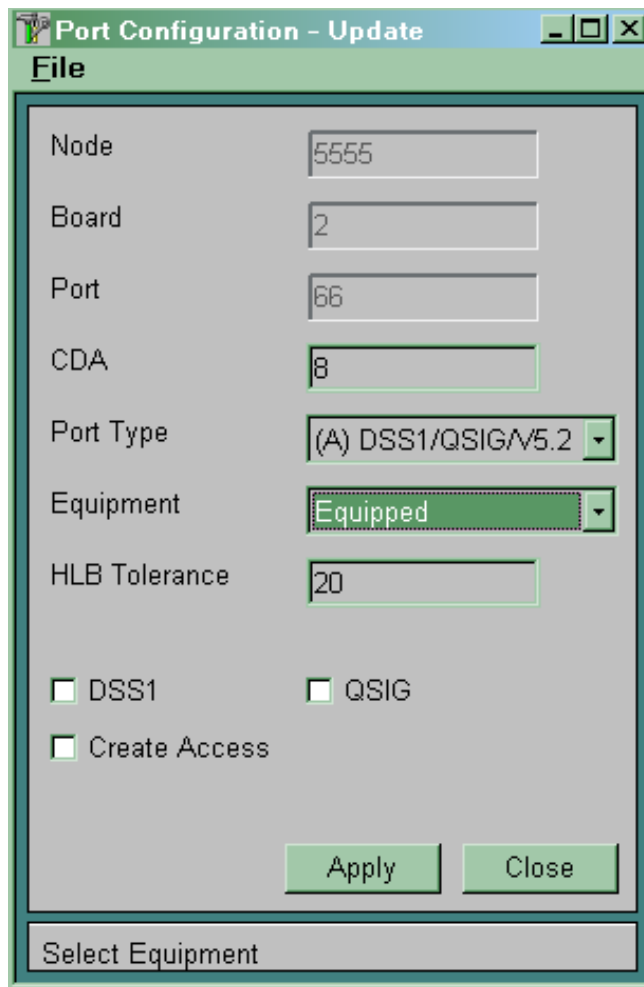 Port Configuration - Update
File
Node 5555
Board 2
Port 66
CDA 8
Port Type (A) DSS1/QSIG/V5.2
Equipment Equipped
HLB Tolerance 20
DSS1 QSIG
Create Access
Apply Close
Select Equipment